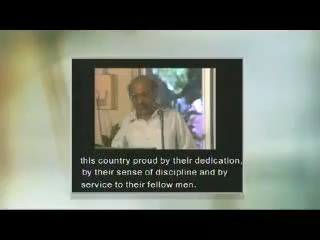 this country proud by their dedication,
by their sense of discipline and by
service to their fellow men.